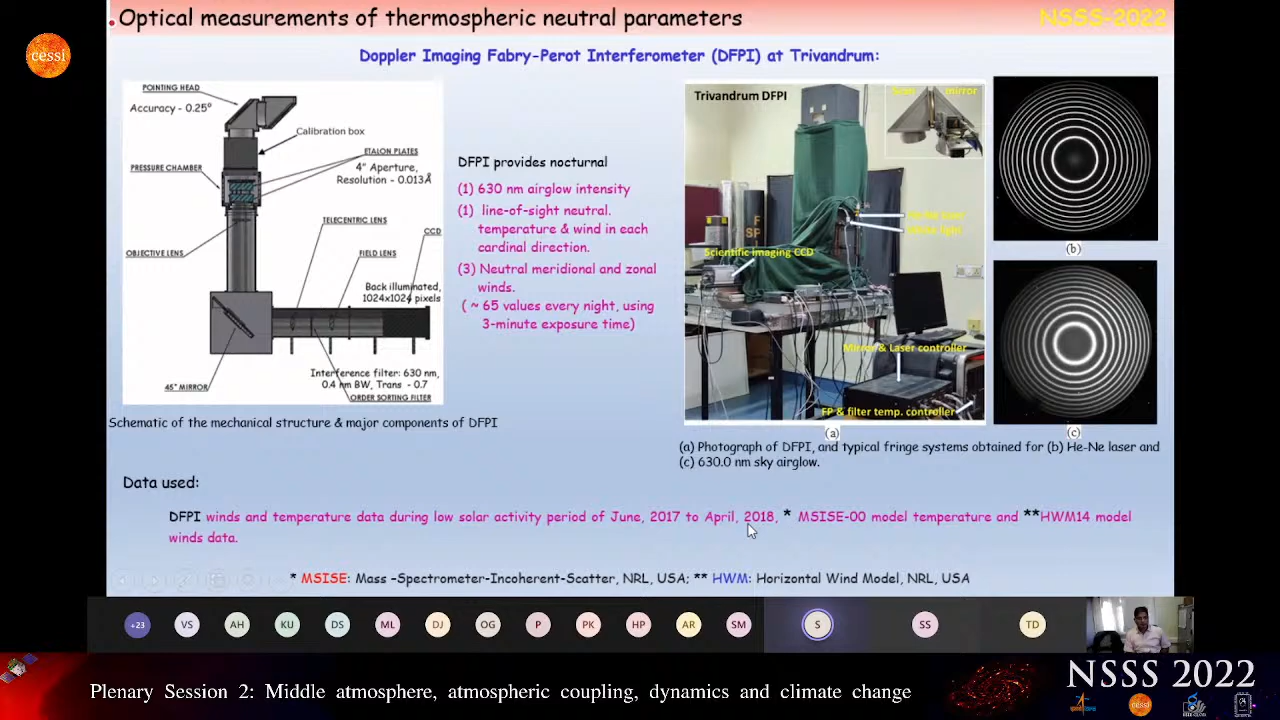 Optical measurements of thermospheric neutral parameters
NSSS-2022
cessi
Doppler Imaging Fabry-Perot Interferometer (DFPI) at Trivandrum:
POINTING HEAD
Accuracy - 0.25°
Calibration box
ETALON PLATES
PRESSURE CHAMBER
4” Aperture,
Resolution - 0.013Å
TELECENTRIC LENS
CCD
OBJECTIVE LENS
FIELD LENS
Back illuminated,
1024x1024 pixels
Interference filter: 630 nm,
0.4 nm BW, Trans - 0.7
45° MIRROR
ORDER SORTING FILTER
Schematic of the mechanical structure & major components of DFPI
DFPI provides nocturnal
(1) 630 nm airglow intensity
(1) line-of-sight neutral.
temperature & wind in each
cardinal direction.
(3) Neutral meridional and zonal
winds.
( ~ 65 values every night, using
3-minute exposure time)
Trivandrum DFPI
mirror
Scientific imaging CCD
Mirror & Laser controller
FP & filter temp. controller
(a)
(b)
(c)
(a) Photograph of DFPI, and typical fringe systems obtained for (b) He-Ne laser and
(c) 630.0 nm sky airglow.
Data used:
DFPI winds and temperature data during low solar activity period of June, 2017 to April, 2018, * MSISE-00 model temperature and **HWM14 model
winds data.
* MSISE: Mass -Spectrometer-Incoherent-Scatter, NRL, USA; ** HWM: Horizontal Wind Model, NRL, USA
+23 VS AH KU DS ML DJ OG P PK HP AR SM S SS TD
Plenary Session 2: Middle atmosphere, atmospheric coupling, dynamics and climate change
NSSS 2022
cessi